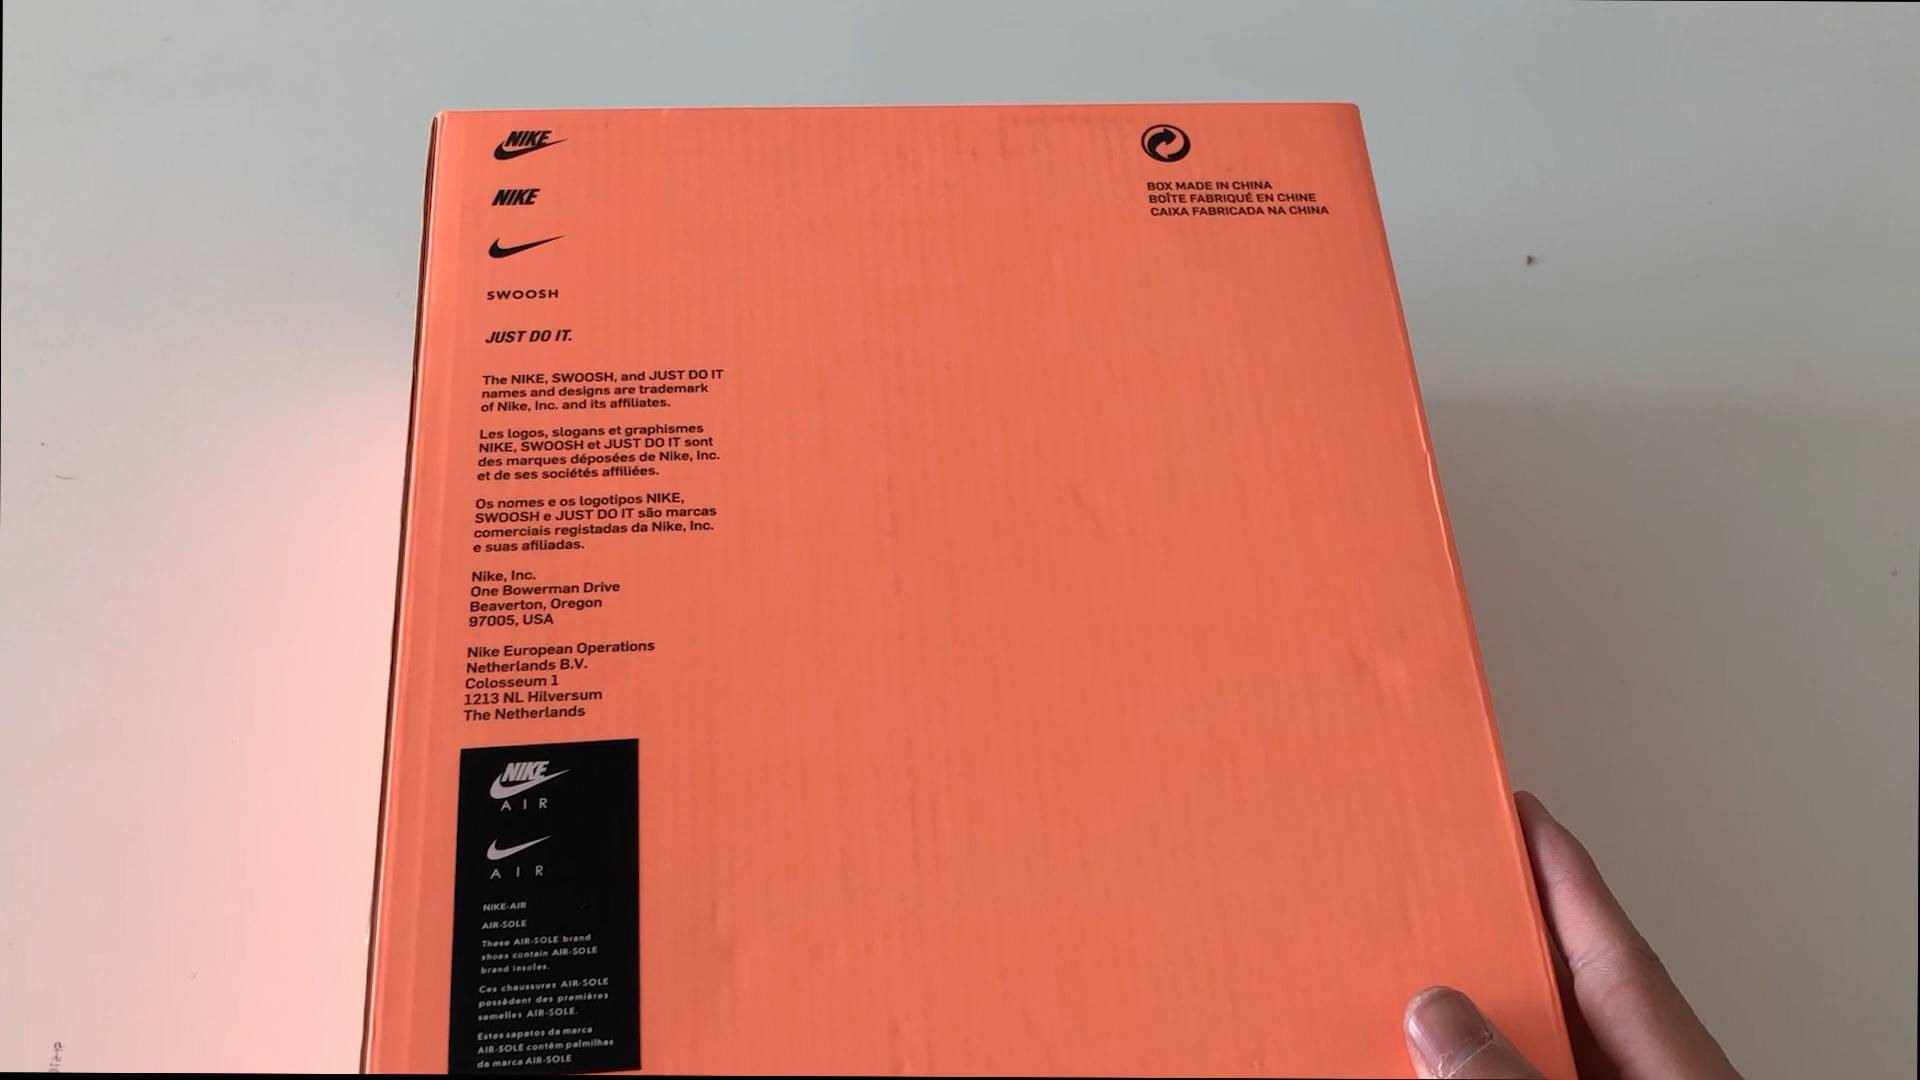 NIKE
NIKE
SWOOSH
JUST DO IT.
The NIKE, SWOOSH, and JUST DO IT
names and designs are trademark
of Nike, Inc. and its affiliates.
Les logos, slogans et graphismes
NIKE, SWOOSH et JUST DO IT sont
des marques déposées de Nike, Inc.
et de ses sociétés affiliées.
Os nomes e os logotipos NIKE,
SWOOSH e JUST DO IT são marcas
comerciais registadas da Nike, Inc.
e suas afiliadas.
Nike, Inc.
One Bowerman Drive
Beaverton, Oregon
97005, USA
Nike European Operations
Netherlands B.V.
Colosseum 1
1213 NL Hilversum
The Netherlands
NIKE
AIR
AIR
NIKE-AIR
AIR-SOLE
These AIR-SOLE brand
shoes contain AIR-SOLE
brand insoles.
Ces chaussures AIR-SOLE
possèdent des premières
semelles AIR-SOLE.
Estes sapatos da marca
AIR-SOLE contêm palmilhas
da marca AIR-SOLE
BOX MADE IN CHINA
BOÎTE FABRIQUÉ EN CHINE
CAIXA FABRICADA NA CHINA